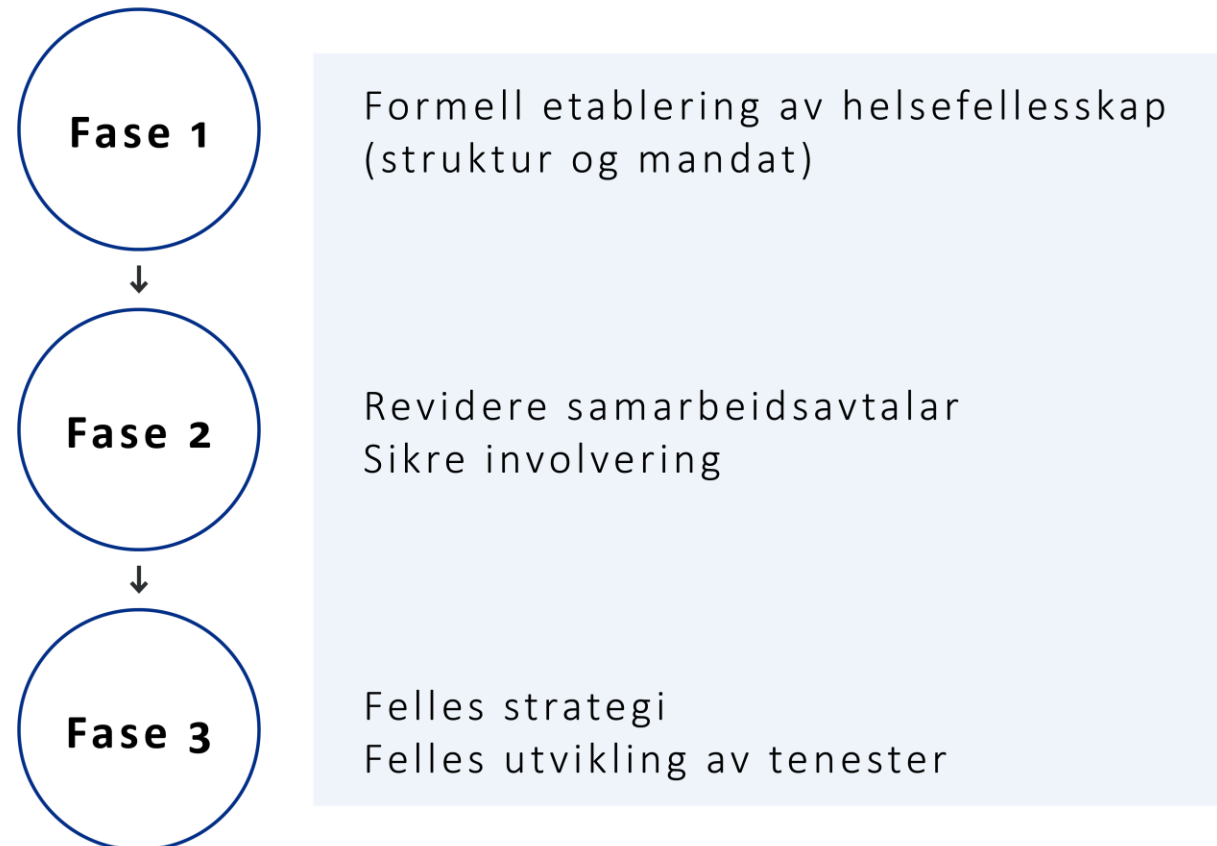 Fase 1
Formell etablering av helsefellesskap
(struktur og mandat)
Fase 2
Revidere samarbeidsavtalar
Sikre involvering
Fase 3
Felles strategi
Felles utvikling av tenester